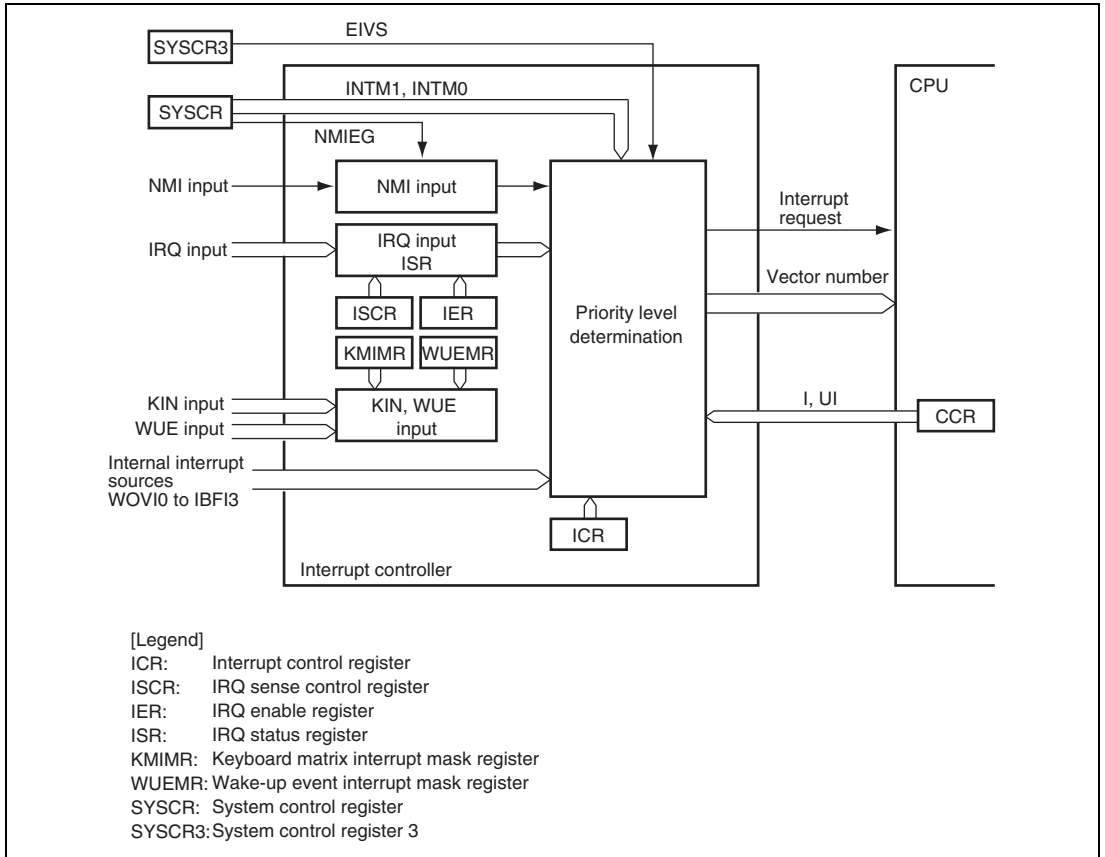 EIVS
SYSCR3
INTM1, INTM0
CPU
SYSCR
NMIEG
NMI input
NMI input
Interrupt
request
IRQ input
IRQ input
ISR
Vector number
ISCR
IER
Priority level
determination
KMIMR
WUEMR
KIN input
KIN, WUE
input
I, UI
CCR
WUE input
Internal interrupt
sources
WOVI0 to IBFI3
ICR
Interrupt controller
[Legend]
ICR: Interrupt control register
ISCR: IRQ sense control register
IER: IRQ enable register
ISR: IRQ status register
KMIMR: Keyboard matrix interrupt mask register
WUEMR: Wake-up event interrupt mask register
SYSCR: System control register
SYSCR3: System control register 3